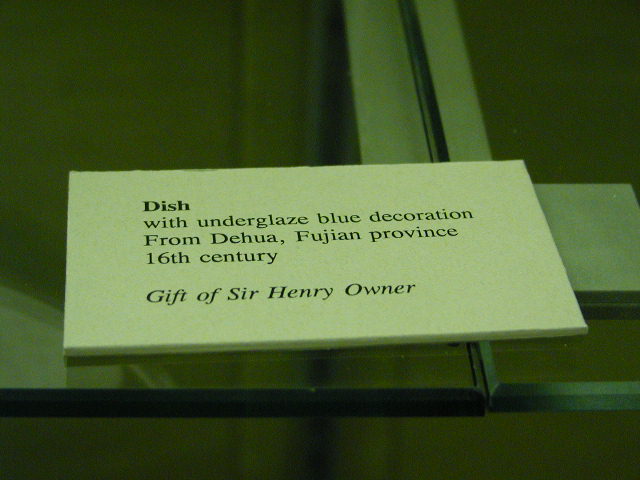 Dish
with underglaze blue decoration
From Dehua, Fujian province
16th century
Gift of Sir Henry Owner